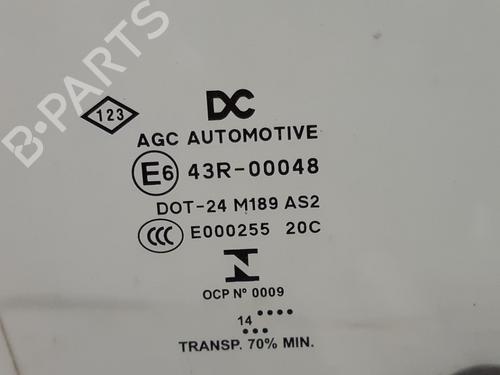 B-PARTS
123
DC
AGC AUTOMOTIVE
E6 43R-00048
DOT-24 M189 AS2
CCC E000255 20C
N
OCP Nº 0009
14
TRANSP. 70% MIN.